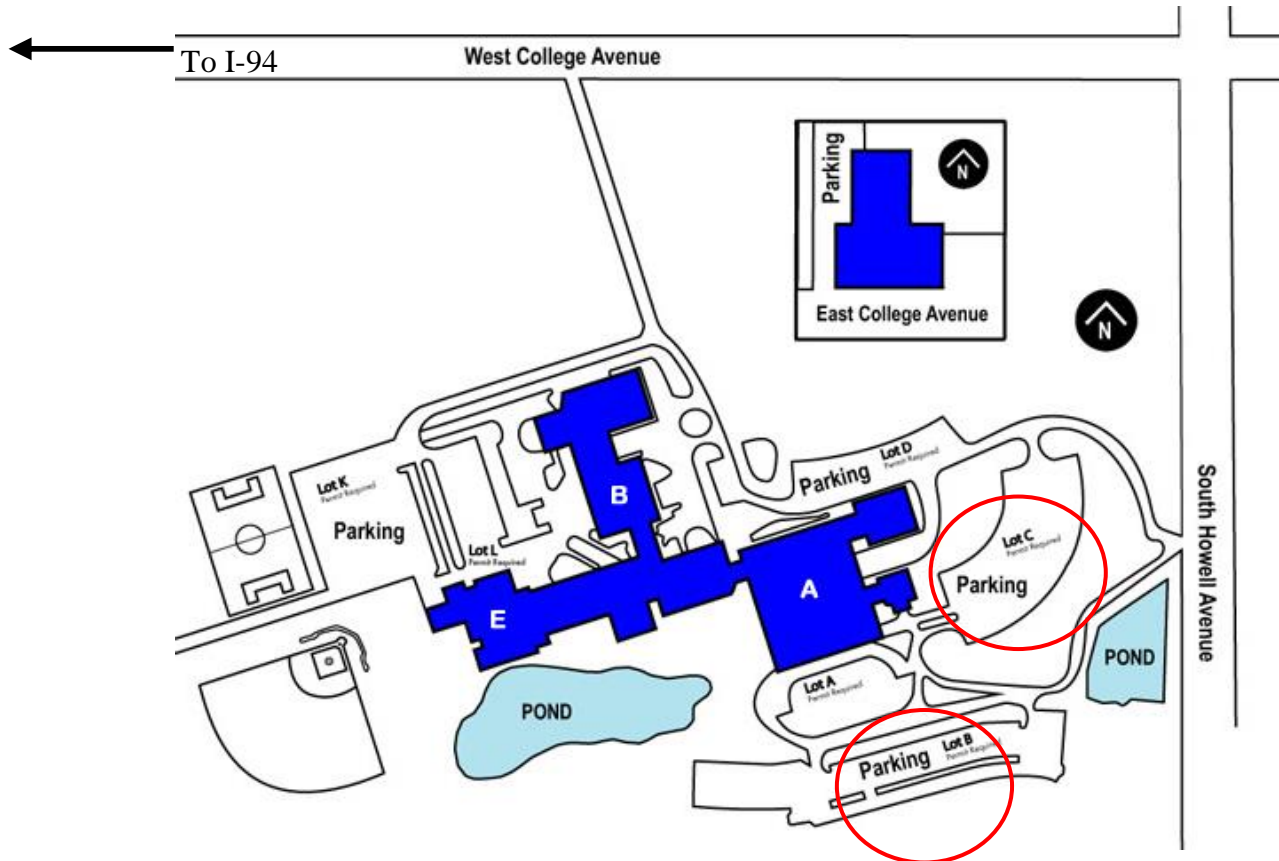 To I-94
West College Avenue
Parking
N
East College Avenue
N
B
Lot K
Permit Required
Parking
Lot L
Permit Required
E
Parking
Lot D
Permit Required
A
Lot C
Permit Required
Parking
South Howell Avenue
POND
POND
Lot A
Permit Required
Parking
Lot B
Permit Required